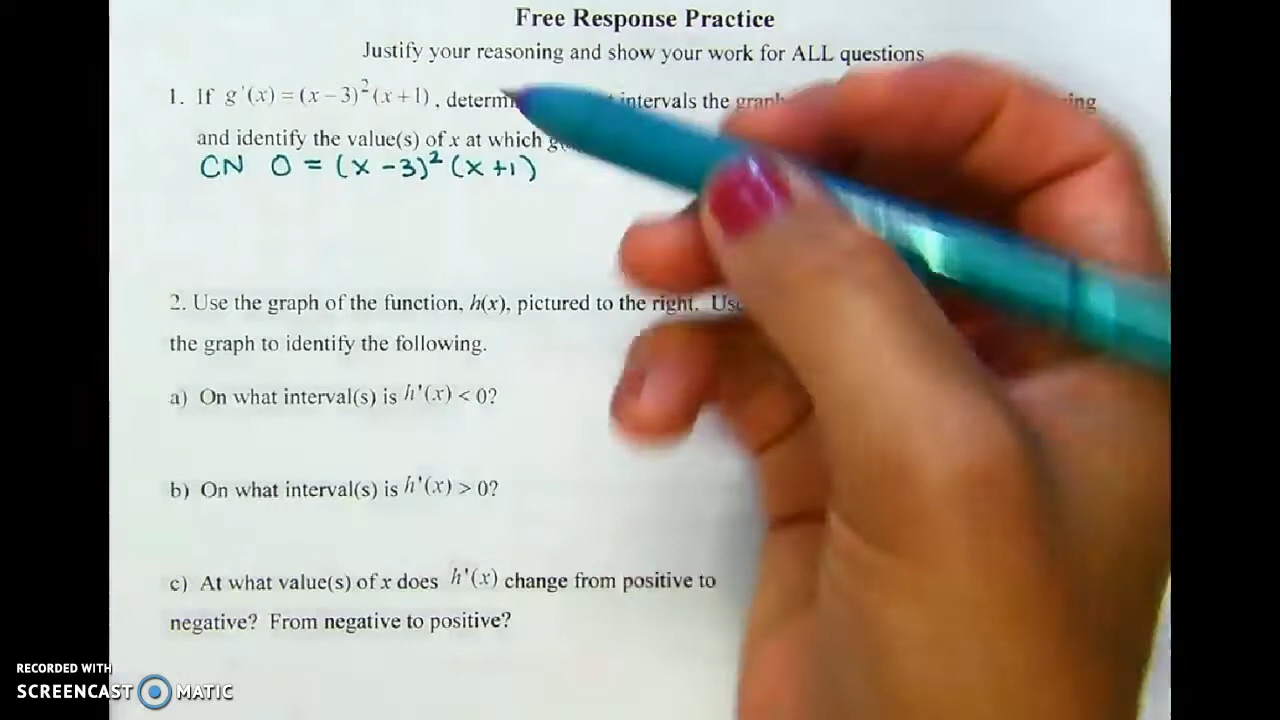 Free Response Practice
Justify your reasoning and show your work for ALL questions
1. If g'(x) = (x-3)²(x+1), intervals the
and identify the value(s) of x at which
CN 0 = (x-3)² (x+1)
2. Use the graph of the function, h(x), pictured to the right. Use
the graph to identify the following.
a) On what interval(s) is h'(x) < 0?
b) On what interval(s) is h'(x) > 0?
c) At what value(s) of x does h'(x) change from positive to
negative? From negative to positive?
RECORDED WITH
SCREENCAST MATIC